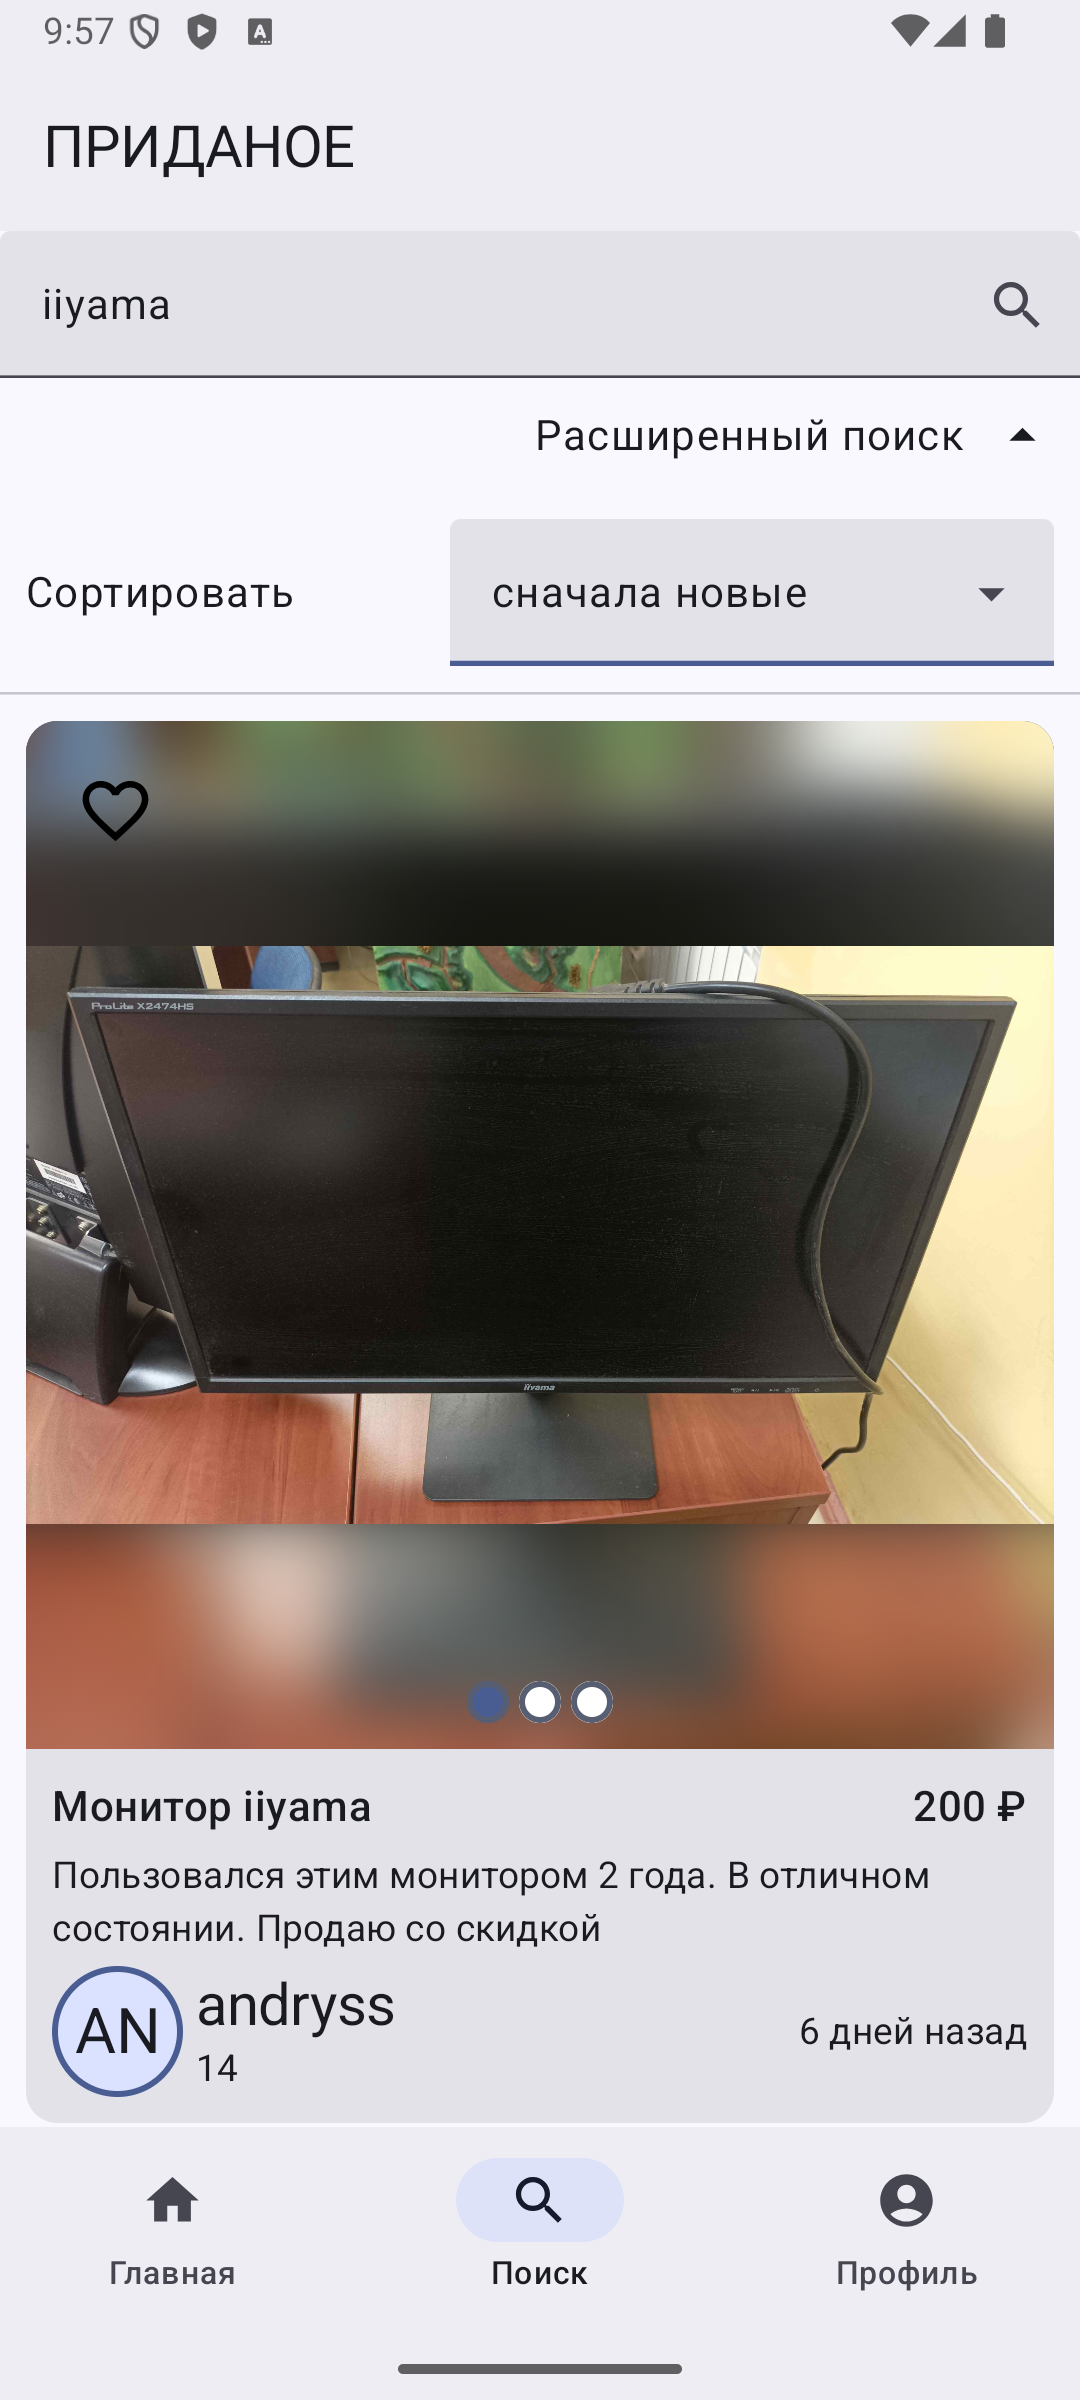 9:57
ПРИДАНОЕ
iiyama
Расширенный поиск
Сортировать
сначала новые
ProLite X2474HS
iiyama
Монитор iiyama
200 ₽
Пользовался этим монитором 2 года. В отличном
состоянии. Продаю со скидкой
AN
andryss
14
6 дней назад
Главная
Поиск
Профиль